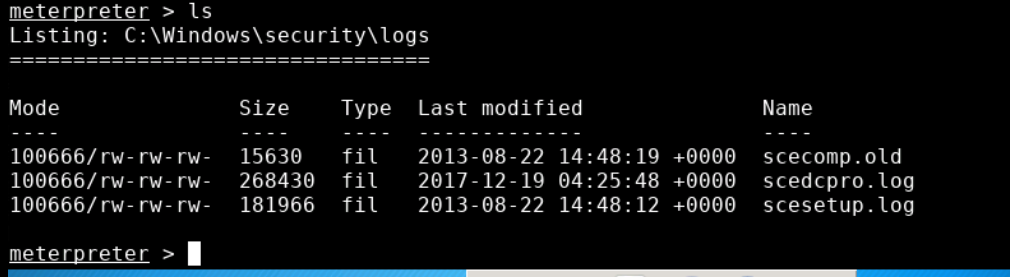 meterpreter > ls
Listing: C:\Windows\security\logs
=================================
Mode Size Type Last modified Name
---- ---- ---- ------------- ----
100666/rw-rw-rw- 15630 fil 2013-08-22 14:48:19 +0000 scecomp.old
100666/rw-rw-rw- 268430 fil 2017-12-19 04:25:48 +0000 scedcpro.log
100666/rw-rw-rw- 181966 fil 2013-08-22 14:48:12 +0000 scesetup.log
meterpreter >